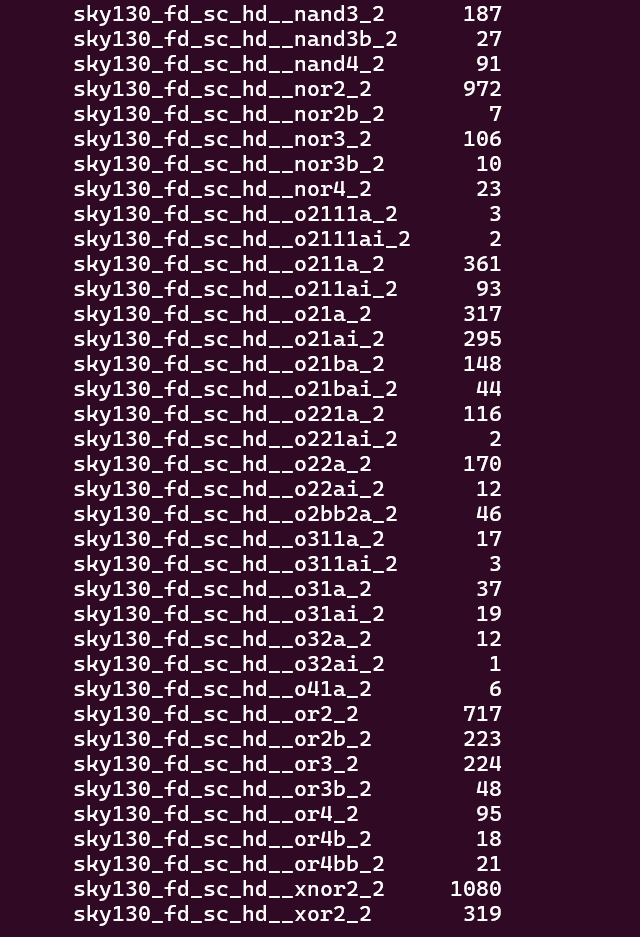 sky130_fd_sc_hd__nand3_2 187
sky130_fd_sc_hd__nand3b_2 27
sky130_fd_sc_hd__nand4_2 91
sky130_fd_sc_hd__nor2_2 972
sky130_fd_sc_hd__nor2b_2 7
sky130_fd_sc_hd__nor3_2 106
sky130_fd_sc_hd__nor3b_2 10
sky130_fd_sc_hd__nor4_2 23
sky130_fd_sc_hd__o2111a_2 3
sky130_fd_sc_hd__o2111ai_2 2
sky130_fd_sc_hd__o211a_2 361
sky130_fd_sc_hd__o211ai_2 93
sky130_fd_sc_hd__o21a_2 317
sky130_fd_sc_hd__o21ai_2 295
sky130_fd_sc_hd__o21ba_2 148
sky130_fd_sc_hd__o21bai_2 44
sky130_fd_sc_hd__o221a_2 116
sky130_fd_sc_hd__o221ai_2 2
sky130_fd_sc_hd__o22a_2 170
sky130_fd_sc_hd__o22ai_2 12
sky130_fd_sc_hd__o2bb2a_2 46
sky130_fd_sc_hd__o311a_2 17
sky130_fd_sc_hd__o311ai_2 3
sky130_fd_sc_hd__o31a_2 37
sky130_fd_sc_hd__o31ai_2 19
sky130_fd_sc_hd__o32a_2 12
sky130_fd_sc_hd__o32ai_2 1
sky130_fd_sc_hd__o41a_2 6
sky130_fd_sc_hd__or2_2 717
sky130_fd_sc_hd__or2b_2 223
sky130_fd_sc_hd__or3_2 224
sky130_fd_sc_hd__or3b_2 48
sky130_fd_sc_hd__or4_2 95
sky130_fd_sc_hd__or4b_2 18
sky130_fd_sc_hd__or4bb_2 21
sky130_fd_sc_hd__xnor2_2 1080
sky130_fd_sc_hd__xor2_2 319